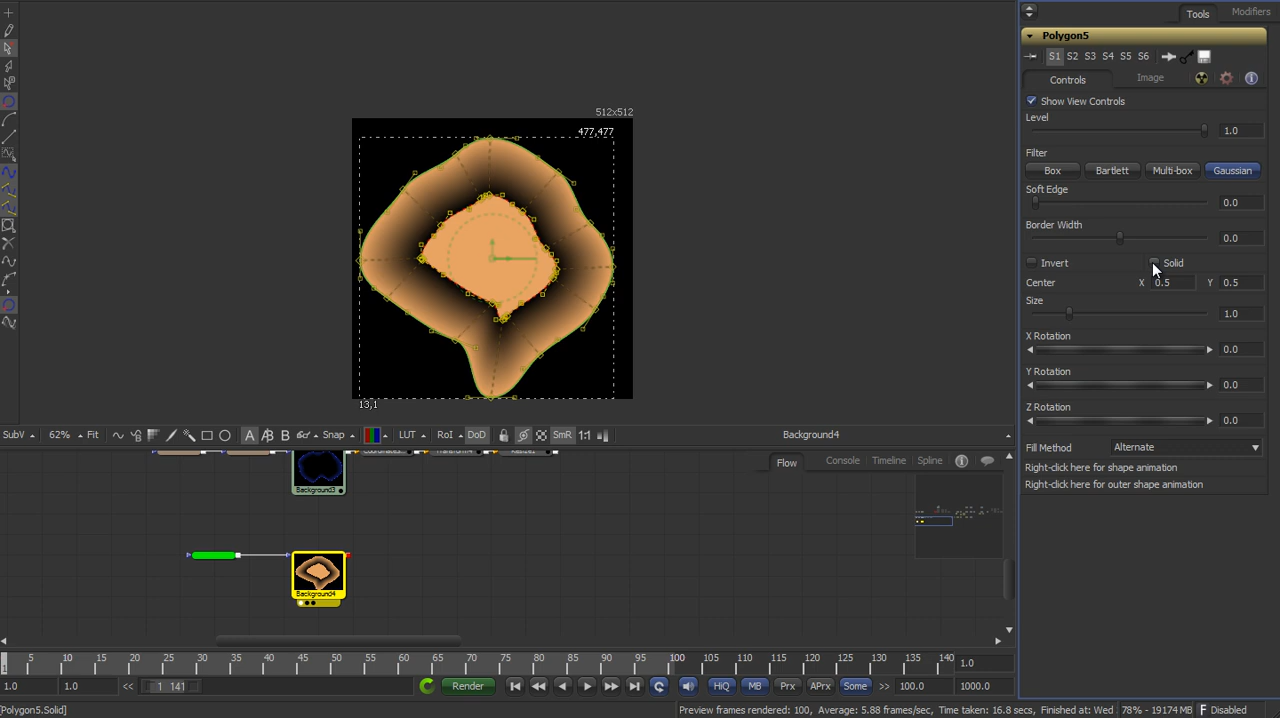 Tools Modifiers
Polygon5
S1 S2 S3 S4 S5 S6
Controls Image
Show View Controls
Level
1.0
Filter
Box Bartlett Multi-box Gaussian
Soft Edge
0.0
Border Width
0.0
Invert Solid
Center X 0.5 Y 0.5
Size
1.0
X Rotation
0.0
Y Rotation
0.0
Z Rotation
0.0
Fill Method Alternate
Right-click here for shape animation
Right-click here for outer shape animation
512x512
477,477
13,1
SubV 62% Fit A B B Snap LUT RoI DoD SmR 1:1 Background4
Flow Console Timeline Spline
Background3
Background4
5 10 15 20 25 30 35 40 45 50 55 60 65 70 75 80 85 90 95 100 105 110 115 120 125 130 135 140 1.0
1.0 1.0 << 1 141 Render HiQ MB Prx APrx Some >> 100.0 1000.0
[Polygon5.Solid] Preview frames rendered: 100, Average: 5.88 frames/sec, Time taken: 16.8 secs, Finished at: Wed 78% - 19174 MB F Disabled